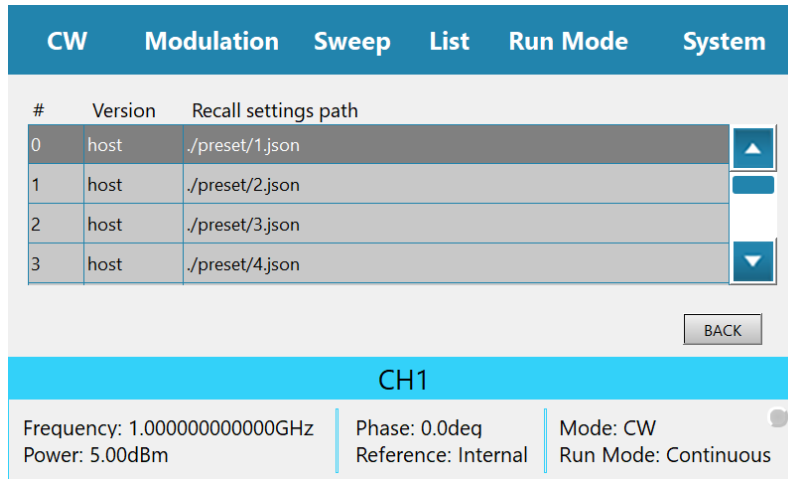 CW Modulation Sweep List Run Mode System
# Version Recall settings path
0 host ./preset/1.json
1 host ./preset/2.json
2 host ./preset/3.json
3 host ./preset/4.json
BACK
CH1
Frequency: 1.000000000000GHz Phase: 0.0deg Mode: CW
Power: 5.00dBm Reference: Internal Run Mode: Continuous